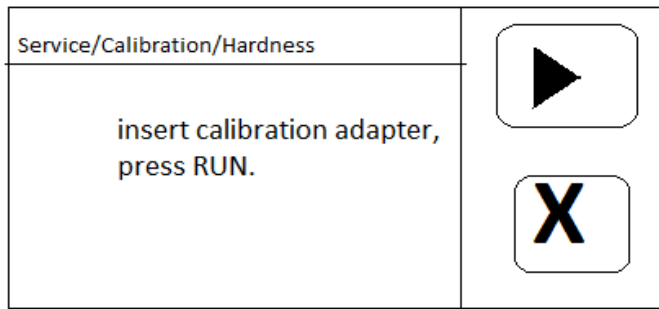 Service/Calibration/Hardness
insert calibration adapter,
press RUN.
X